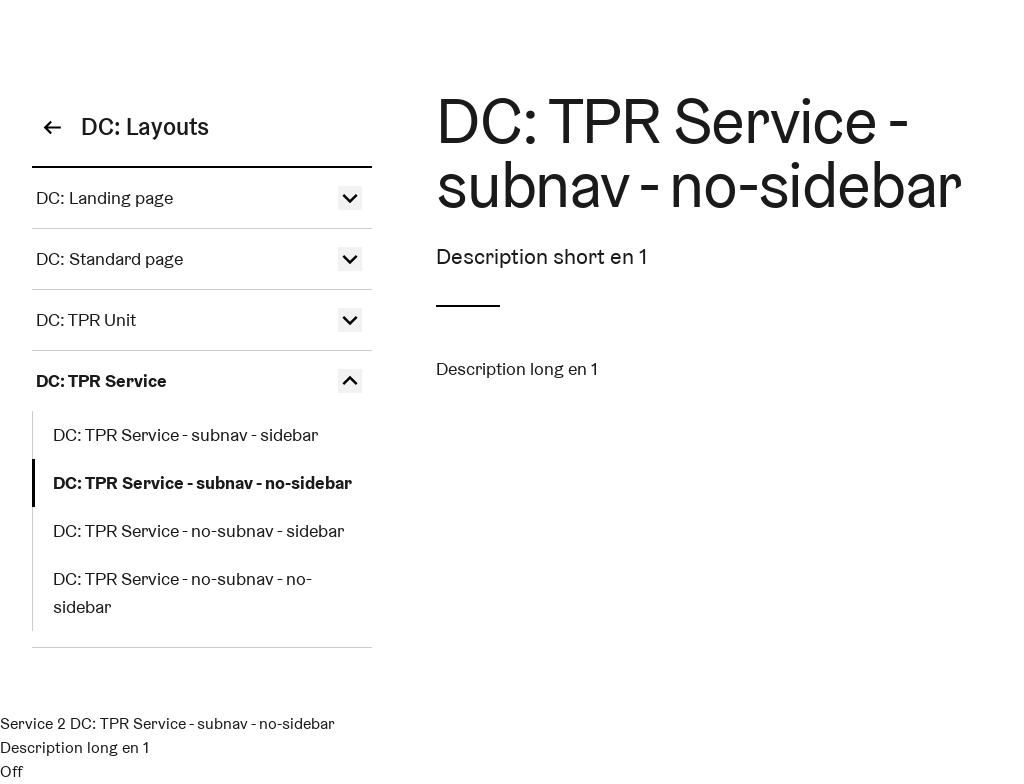 DC: Layouts
DC: Landing page
DC: Standard page
DC: TPR Unit
DC: TPR Service
DC: TPR Service - subnav - sidebar
DC: TPR Service - subnav - no-sidebar
DC: TPR Service - no-subnav - sidebar
DC: TPR Service - no-subnav - no-
sidebar
DC: TPR Service -
subnav - no-sidebar
Description short en 1
Description long en 1
Service 2 DC: TPR Service - subnav - no-sidebar
Description long en 1
Off